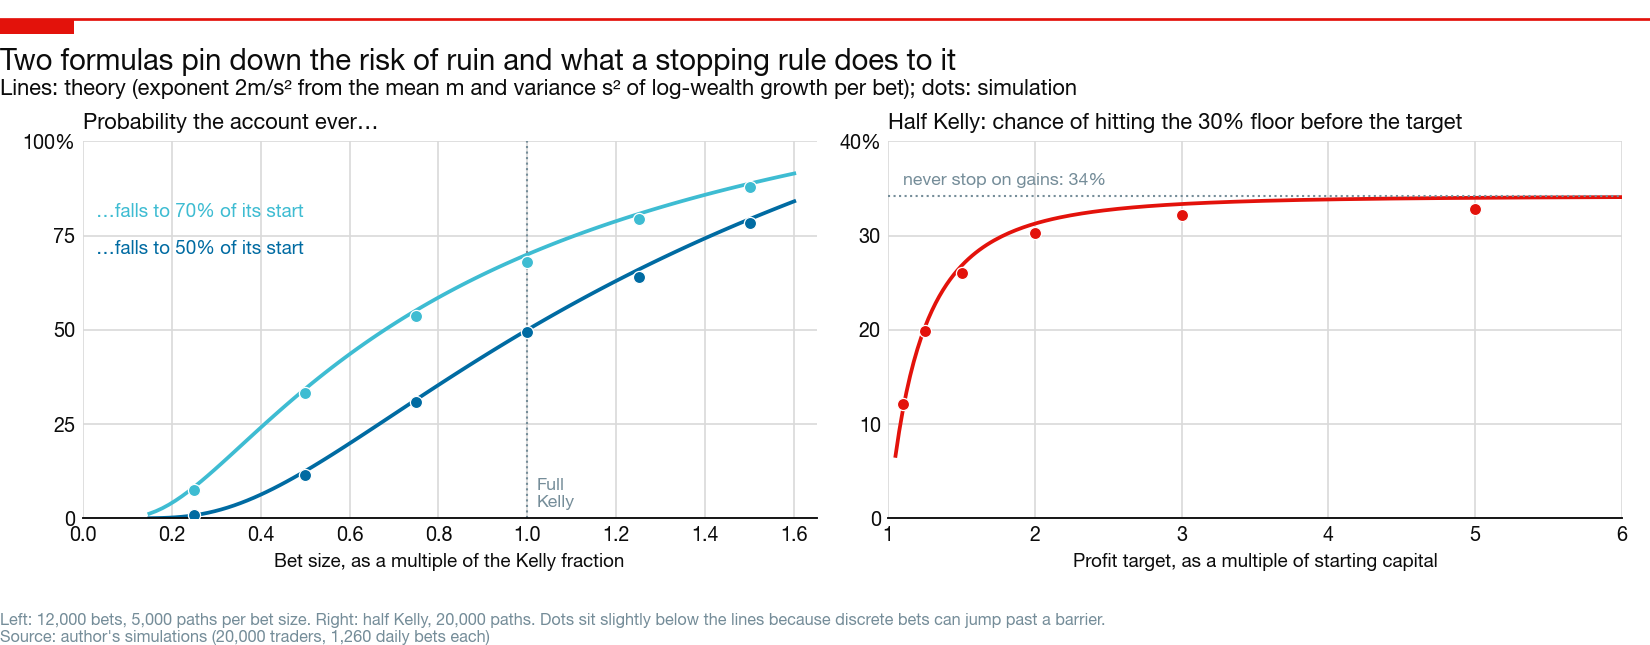 Two formulas pin down the risk of ruin and what a stopping rule does to it
Lines: theory (exponent 2m/s² from the mean m and variance s² of log-wealth growth per bet); dots: simulation
Probability the account ever…
100%
75
50
25
0
…falls to 70% of its start
…falls to 50% of its start
Full
Kelly
0.0 0.2 0.4 0.6 0.8 1.0 1.2 1.4 1.6
Bet size, as a multiple of the Kelly fraction
Half Kelly: chance of hitting the 30% floor before the target
40%
30
20
10
0
never stop on gains: 34%
1 2 3 4 5 6
Profit target, as a multiple of starting capital
Left: 12,000 bets, 5,000 paths per bet size. Right: half Kelly, 20,000 paths. Dots sit slightly below the lines because discrete bets can jump past a barrier.
Source: author's simulations (20,000 traders, 1,260 daily bets each)